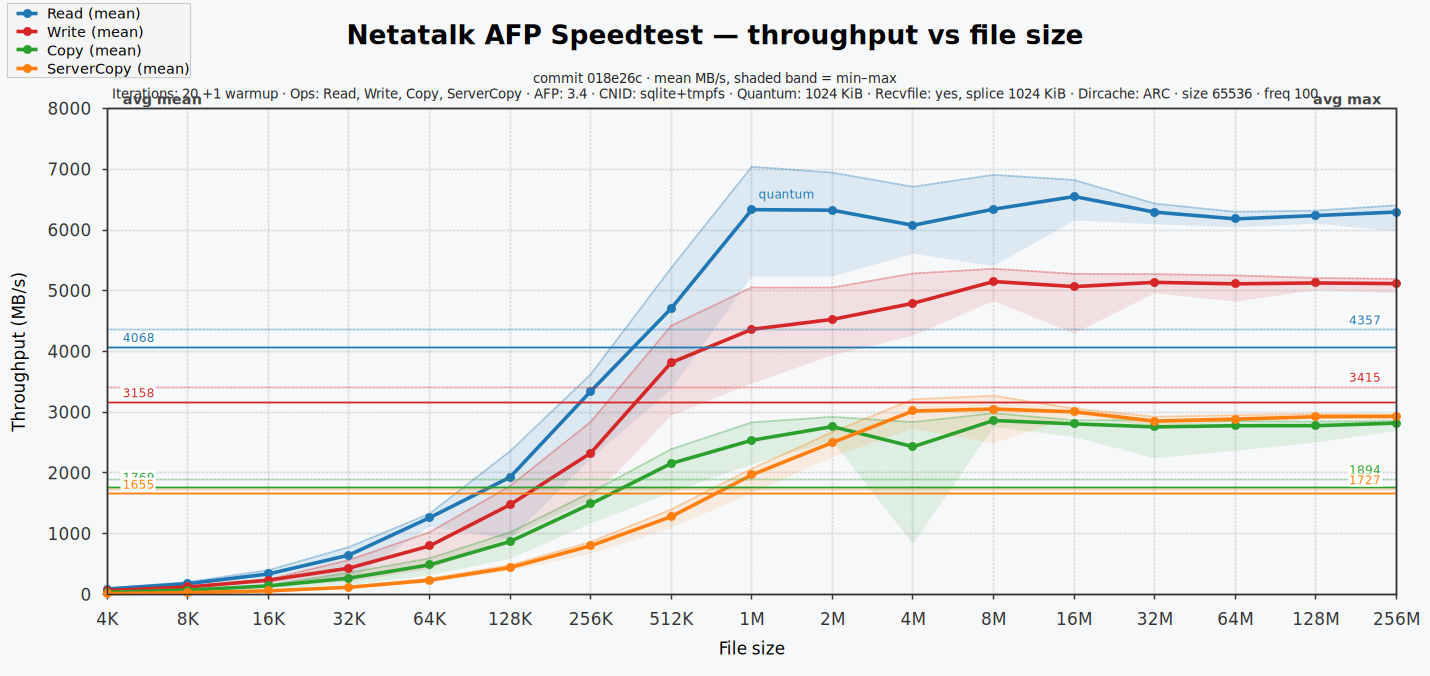 Read (mean)
Write (mean)
Copy (mean)
ServerCopy (mean)
Netatalk AFP Speedtest — throughput vs file size
commit 018e26c · mean MB/s, shaded band = min–max
Iterations: 20 +1 warmup · Ops: Read, Write, Copy, ServerCopy · AFP: 3.4 · CNID: sqlite+tmpfs · Quantum: 1024 KiB · Recvfile: yes, splice 1024 KiB · Dircache: ARC · size 65536 · freq 100
avg mean
avg max
8000
7000
quantum
6000
5000
4357
4068
4000
3415
3158
3000
2000
1894
1769
1727
1655
1000
0
Throughput (MB/s)
4K 8K 16K 32K 64K 128K 256K 512K 1M 2M 4M 8M 16M 32M 64M 128M 256M
File size